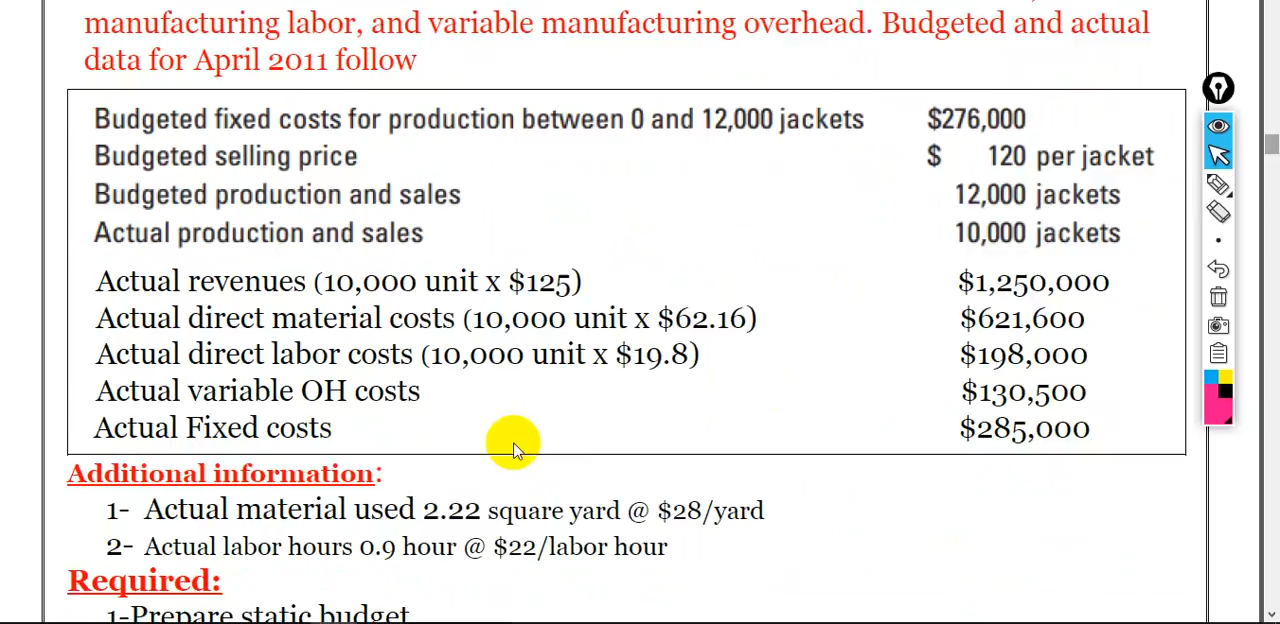 manufacturing labor, and variable manufacturing overhead. Budgeted and actual
data for April 2011 follow
Budgeted fixed costs for production between 0 and 12,000 jackets $276,000
Budgeted selling price $ 120 per jacket
Budgeted production and sales 12,000 jackets
Actual production and sales 10,000 jackets
Actual revenues (10,000 unit x $125) $1,250,000
Actual direct material costs (10,000 unit x $62.16) $621,600
Actual direct labor costs (10,000 unit x $19.8) $198,000
Actual variable OH costs $130,500
Actual Fixed costs $285,000
Additional information:
1- Actual material used 2.22 square yard @ $28/yard
2- Actual labor hours 0.9 hour @ $22/labor hour
Required:
1-Prepare static budget